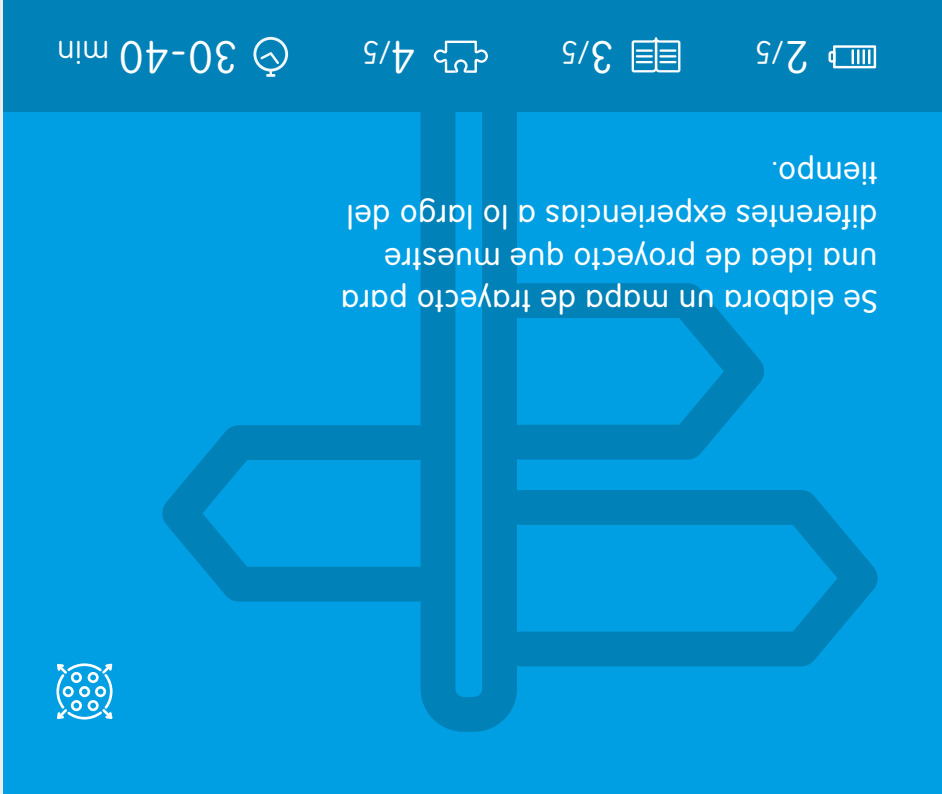 Se elabora un mapa de trayecto para
una idea de proyecto que muestre
diferentes experiencias a lo largo del
tiempo.
2/5 3/5 4/5 30-40 min